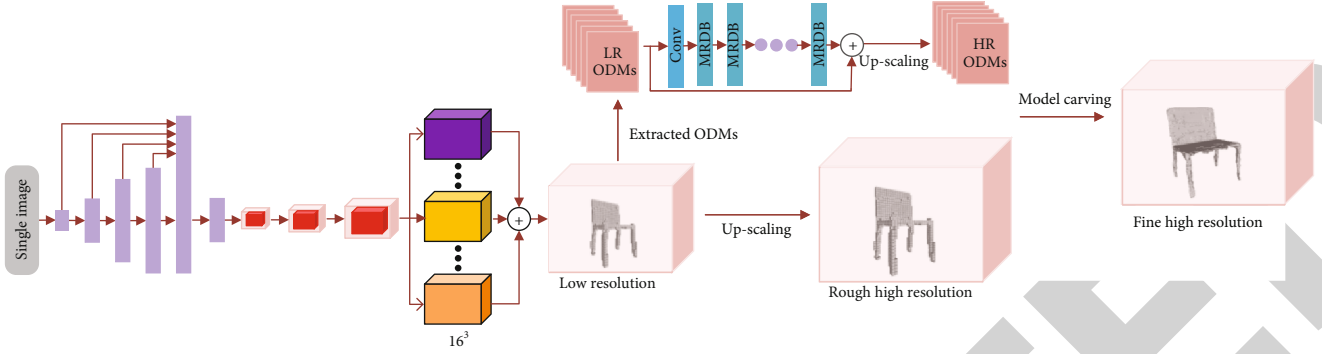 Single image
16³
Low resolution
Extracted ODMs
LR
ODMs
Conv
MRDB
MRDB
MRDB
Up-scaling
HR
ODMs
Up-scaling
Rough high resolution
Model carving
Fine high resolution